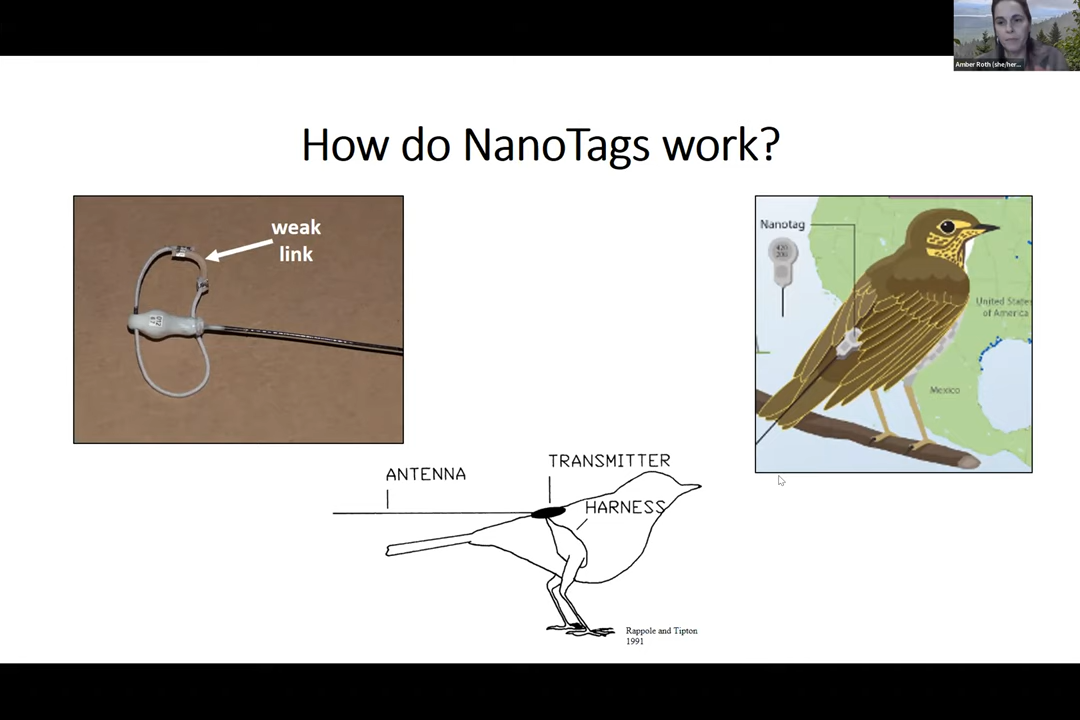 Amber Roth (she/her...
How do NanoTags work?
weak
link
Nanotag
United States
of America
Mexico
ANTENNA
TRANSMITTER
HARNESS
Rappole and Tipton
1991